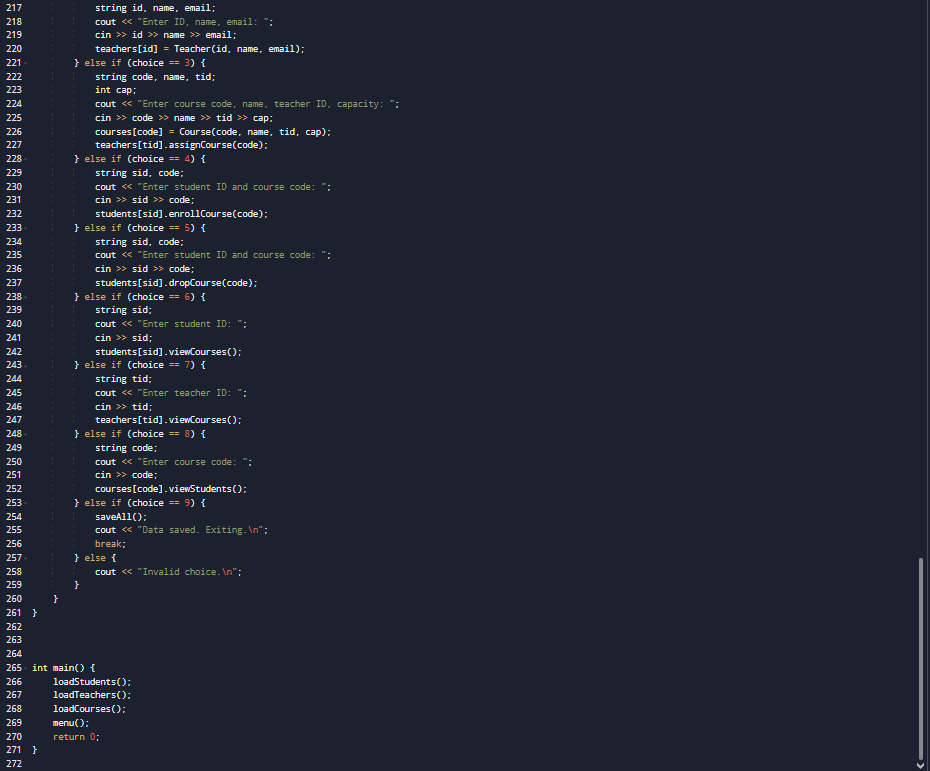 217 string id, name, email;
218 cout << "Enter ID, name, email: ";
219 cin >> id >> name >> email;
220 teachers[id] = Teacher(id, name, email);
221 } else if (choice == 3) {
222 string code, name, tid;
223 int cap;
224 cout << "Enter course code, name, teacher ID, capacity: ";
225 cin >> code >> name >> tid >> cap;
226 courses[code] = Course(code, name, tid, cap);
227 teachers[tid].assignCourse(code);
228 } else if (choice == 4) {
229 string sid, code;
230 cout << "Enter student ID and course code: ";
231 cin >> sid >> code;
232 students[sid].enrollCourse(code);
233 } else if (choice == 5) {
234 string sid, code;
235 cout << "Enter student ID and course code: ";
236 cin >> sid >> code;
237 students[sid].dropCourse(code);
238 } else if (choice == 6) {
239 string sid;
240 cout << "Enter student ID: ";
241 cin >> sid;
242 students[sid].viewCourses();
243 } else if (choice == 7) {
244 string tid;
245 cout << "Enter teacher ID: ";
246 cin >> tid;
247 teachers[tid].viewCourses();
248 } else if (choice == 8) {
249 string code;
250 cout << "Enter course code: ";
251 cin >> code;
252 courses[code].viewStudents();
253 } else if (choice == 9) {
254 saveAll();
255 cout << "Data saved. Exiting.\n";
256 break;
257 } else {
258 cout << "Invalid choice.\n";
259 }
260 }
261 }
262
263
264
265 int main() {
266 loadStudents();
267 loadTeachers();
268 loadCourses();
269 menu();
270 return 0;
271 }
272